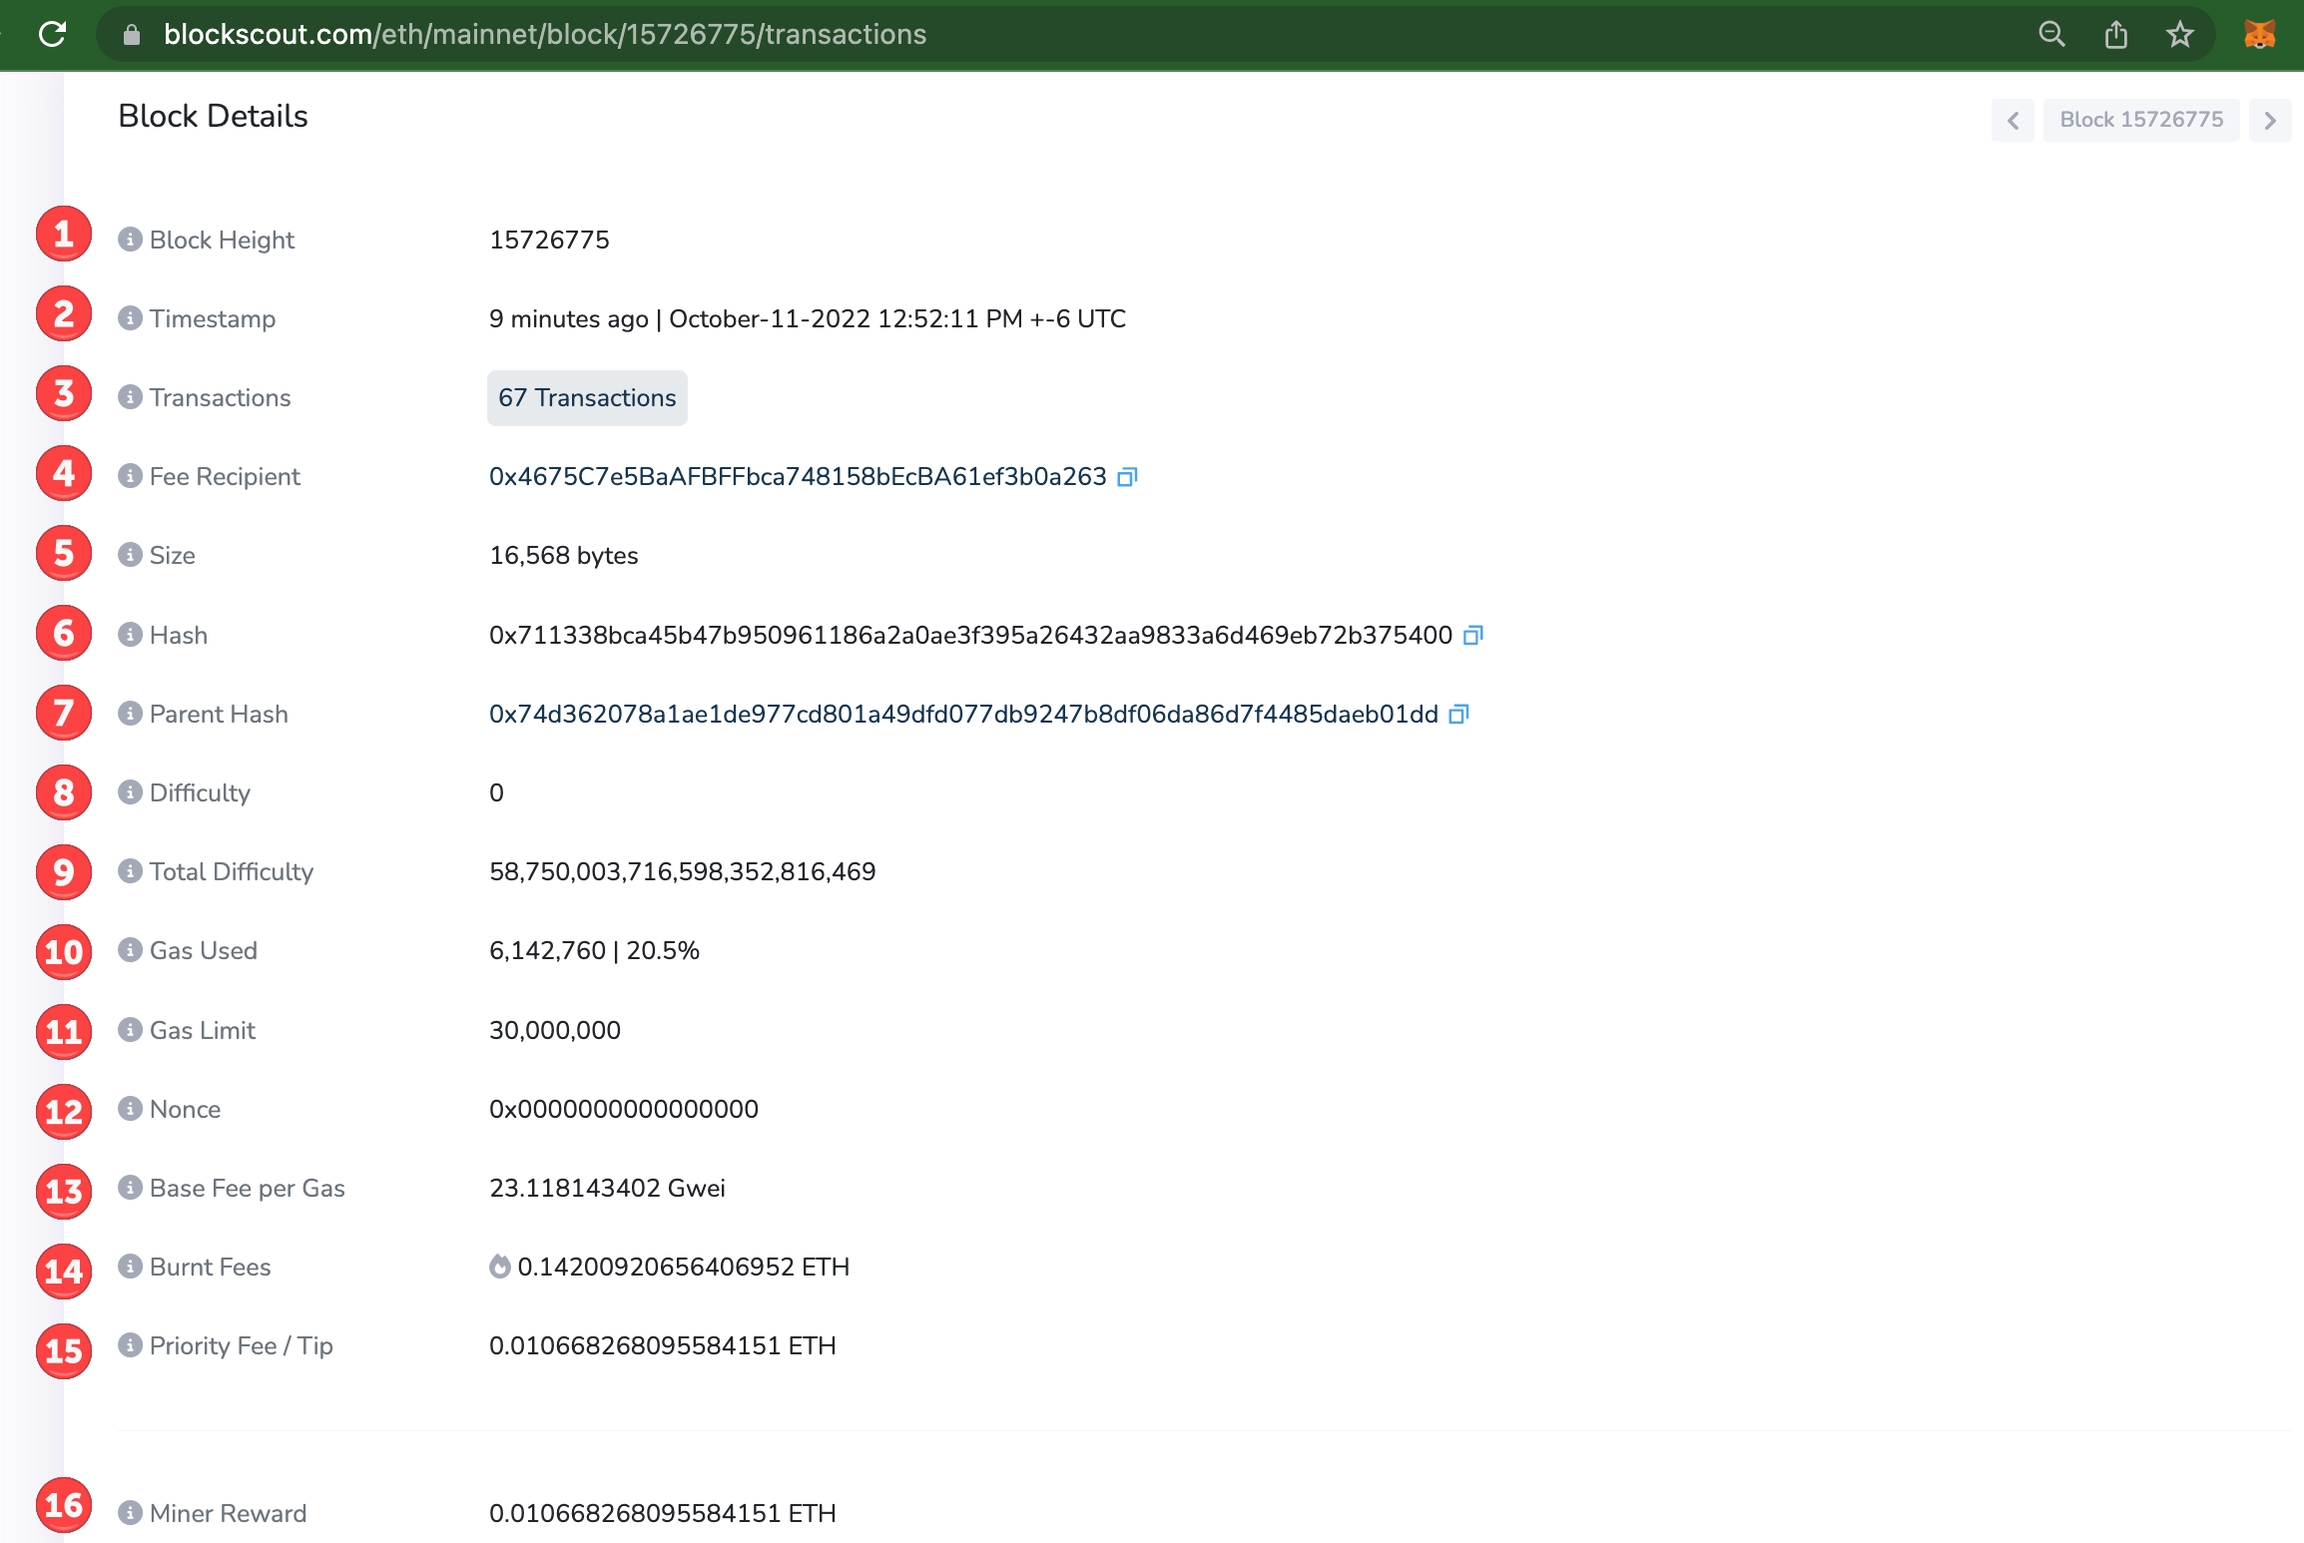 blockscout.com/eth/mainnet/block/15726775/transactions
Block Details
Block 15726775
1 Block Height 15726775
2 Timestamp 9 minutes ago | October-11-2022 12:52:11 PM +-6 UTC
3 Transactions 67 Transactions
4 Fee Recipient 0x4675C7e5BaAFBFFbca748158bEcBA61ef3b0a263
5 Size 16,568 bytes
6 Hash 0x711338bca45b47b950961186a2a0ae3f395a26432aa9833a6d469eb72b375400
7 Parent Hash 0x74d362078a1ae1de977cd801a49dfd077db9247b8df06da86d7f4485daeb01dd
8 Difficulty 0
9 Total Difficulty 58,750,003,716,598,352,816,469
10 Gas Used 6,142,760 | 20.5%
11 Gas Limit 30,000,000
12 Nonce 0x0000000000000000
13 Base Fee per Gas 23.118143402 Gwei
14 Burnt Fees 0.14200920656406952 ETH
15 Priority Fee / Tip 0.010668268095584151 ETH
16 Miner Reward 0.010668268095584151 ETH